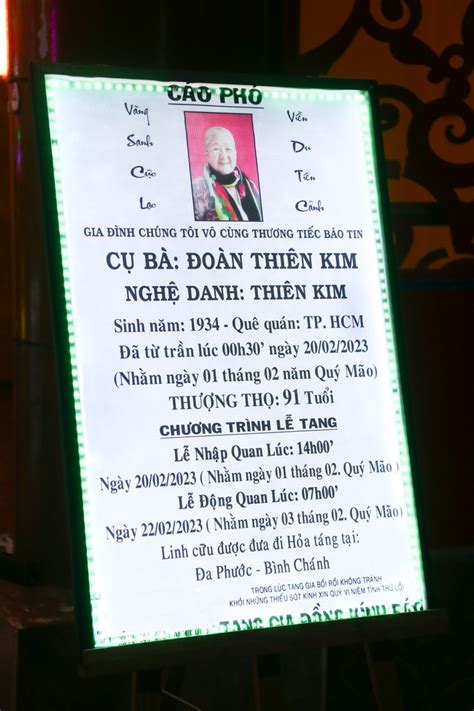 CÁO PHÓ
Vãng
Sanh
Cực
Lạc
Viễn
Du
Tiên
Cảnh
GIA ĐÌNH CHÚNG TÔI VÔ CÙNG THƯƠNG TIẾC BÁO TIN
CỤ BÀ: ĐOÀN THIÊN KIM
NGHỆ DANH: THIÊN KIM
Sinh năm: 1934 - Quê quán: TP. HCM
Đã từ trần lúc 00h30’ ngày 20/02/2023
(Nhằm ngày 01 tháng 02 năm Quý Mão)
THƯỢNG THỌ: 91 Tuổi
CHƯƠNG TRÌNH LỄ TANG
Lễ Nhập Quan Lúc: 14h00’
Ngày 20/02/2023 ( Nhằm ngày 01 tháng 02. Quý Mão)
Lễ Động Quan Lúc: 07h00’
Ngày 22/02/2023 ( Nhằm ngày 03 tháng 02. Quý Mão)
Linh cữu được đưa đi Hỏa táng tại:
Đa Phước - Bình Chánh
TRONG LÚC TANG GIA BỐI RỐI KHÔNG TRÁNH
KHỎI NHỮNG THIẾU SÓT KÍNH XIN QUÝ VỊ NIỆM TÌNH THỨ LỖI
TANG GIA ĐỒNG KÍNH BÁO